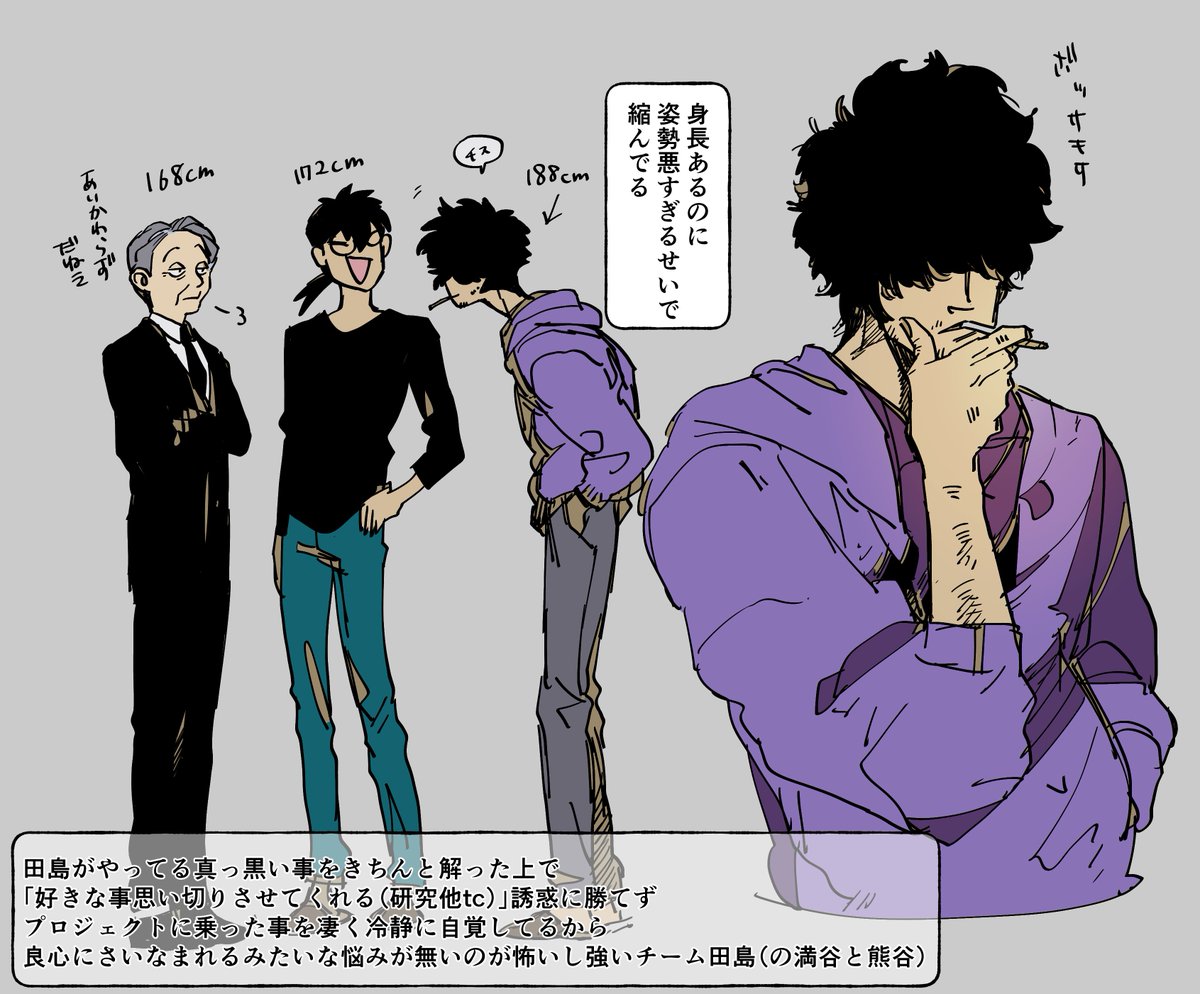 ボッサもす
身長あるのに
姿勢悪すぎるせいで
縮んでる
188cm
チス
172cm
168cm
あいかわらず
だねえ
田島がやってる真っ黒い事をきちんと解った上で
「好きな事思い切りさせてくれる(研究他tc)」誘惑に勝てず
プロジェクトに乗った事を凄く冷静に自覚してるから
良心にさいなまれるみたいな悩みが無いのが怖いし強いチーム田島(の満谷と熊谷)